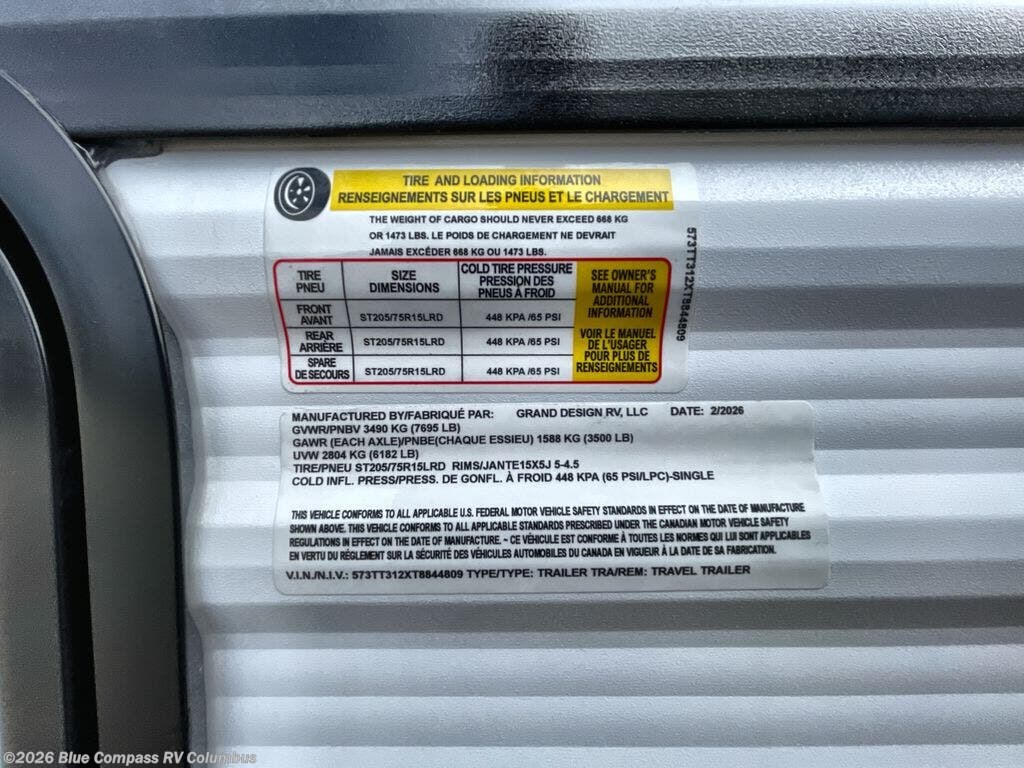 TIRE AND LOADING INFORMATION
RENSEIGNEMENTS SUR LES PNEUS ET LE CHARGEMENT
THE WEIGHT OF CARGO SHOULD NEVER EXCEED 668 KG
OR 1473 LBS. LE POIDS DE CHARGEMENT NE DEVRAIT
JAMAIS EXCÉDER 668 KG OU 1473 LBS.
TIRE PNEU SIZE DIMENSIONS COLD TIRE PRESSURE PRESSION DES PNEUS À FROID
FRONT AVANT ST205/75R15LRD 448 KPA /65 PSI
REAR ARRIÈRE ST205/75R15LRD 448 KPA /65 PSI
SPARE DE SECOURS ST205/75R15LRD 448 KPA /65 PSI
SEE OWNER'S
MANUAL FOR
ADDITIONAL
INFORMATION
VOIR LE MANUEL
DE L'USAGER
POUR PLUS DE
RENSEIGNEMENTS
573TT312XT8844809
MANUFACTURED BY/FABRIQUÉ PAR: GRAND DESIGN RV, LLC DATE: 2/2026
GVWR/PNBV 3490 KG (7695 LB)
GAWR (EACH AXLE)/PNBE(CHAQUE ESSIEU) 1588 KG (3500 LB)
UVW 2804 KG (6182 LB)
TIRE/PNEU ST205/75R15LRD RIMS/JANTE15X5J 5-4.5
COLD INFL. PRESS/PRESS. DE GONFL. À FROID 448 KPA (65 PSI/LPC)-SINGLE
THIS VEHICLE CONFORMS TO ALL APPLICABLE U.S. FEDERAL MOTOR VEHICLE SAFETY STANDARDS IN EFFECT ON THE DATE OF MANUFACTURE
SHOWN ABOVE. THIS VEHICLE CONFORMS TO ALL APPLICABLE STANDARDS PRESCRIBED UNDER THE CANADIAN MOTOR VEHICLE SAFETY
REGULATIONS IN EFFECT ON THE DATE OF MANUFACTURE. ~ CE VÉHICULE EST CONFORME À TOUTES LES NORMES QUI LUI SONT APPLICABLES
EN VERTU DU RÉGLEMENT SUR LA SÉCURITÉ DES VÉHICULES AUTOMOBILES DU CANADA EN VIGUEUR À LA DATE DE SA FABRICATION.
V.I.N./N.I.V.: 573TT312XT8844809 TYPE/TYPE: TRAILER TRA/REM: TRAVEL TRAILER
©2026 Blue Compass RV Columbus